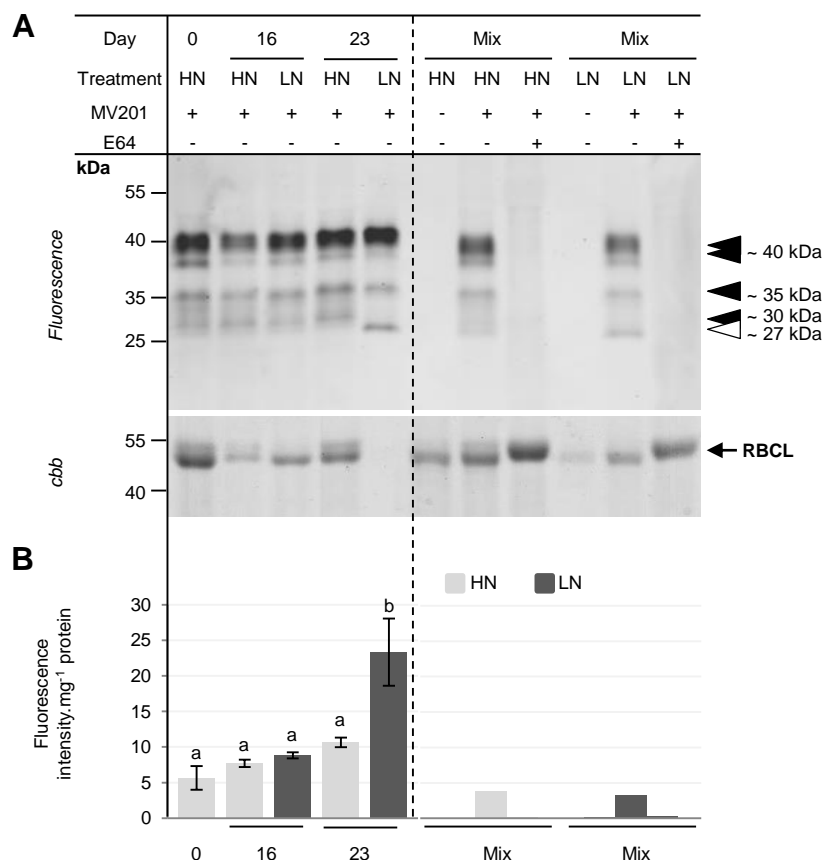 A
Day 0 16 23 Mix Mix
Treatment HN HN LN HN LN HN HN HN LN LN LN
MV201 + + + + + - + + - + +
E64 - - - - - - - + - - +
kDa
55
40
35
25
Fluorescence
~ 40 kDa
~ 35 kDa
~ 30 kDa
~ 27 kDa
55
40
cbb
RBCL
B
HN LN
Fluorescence
intensity.mg-1 protein
30
25
20
15
10
5
0
a a a a b
0 16 23 Mix Mix